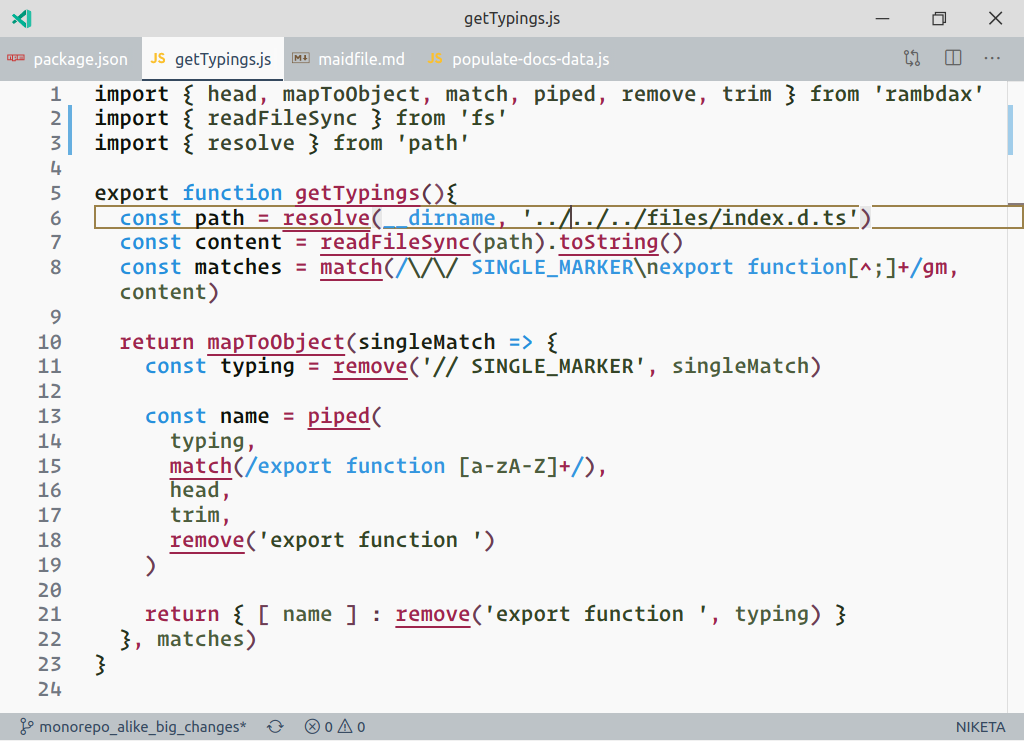 getTypings.js
package.json JS getTypings.js M↓ maidfile.md JS populate-docs-data.js ···
1 import { head, mapToObject, match, piped, remove, trim } from 'rambdax'
2 import { readFileSync } from 'fs'
3 import { resolve } from 'path'
4
5 export function getTypings(){
6 const path = resolve(__dirname, '../../../files/index.d.ts')
7 const content = readFileSync(path).toString()
8 const matches = match(/\/\/ SINGLE_MARKER\nexport function[^;]+/gm,
content)
9
10 return mapToObject(singleMatch => {
11 const typing = remove('// SINGLE_MARKER', singleMatch)
12
13 const name = piped(
14 typing,
15 match(/export function [a-zA-Z]+/),
16 head,
17 trim,
18 remove('export function ')
19 )
20
21 return { [ name ] : remove('export function ', typing) }
22 }, matches)
23 }
24
monorepo_alike_big_changes* 0 0 NIKETA